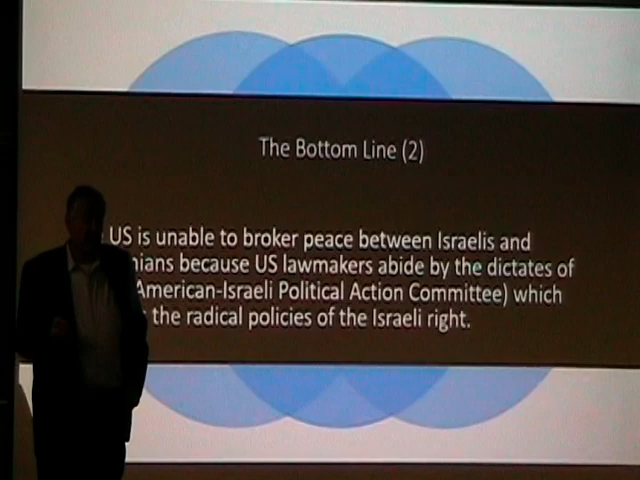 The Bottom Line (2)
US is unable to broker peace between Israelis and
because US lawmakers abide by the dictates of
American-Israeli Political Action Committee) which
the radical policies of the Israeli right.